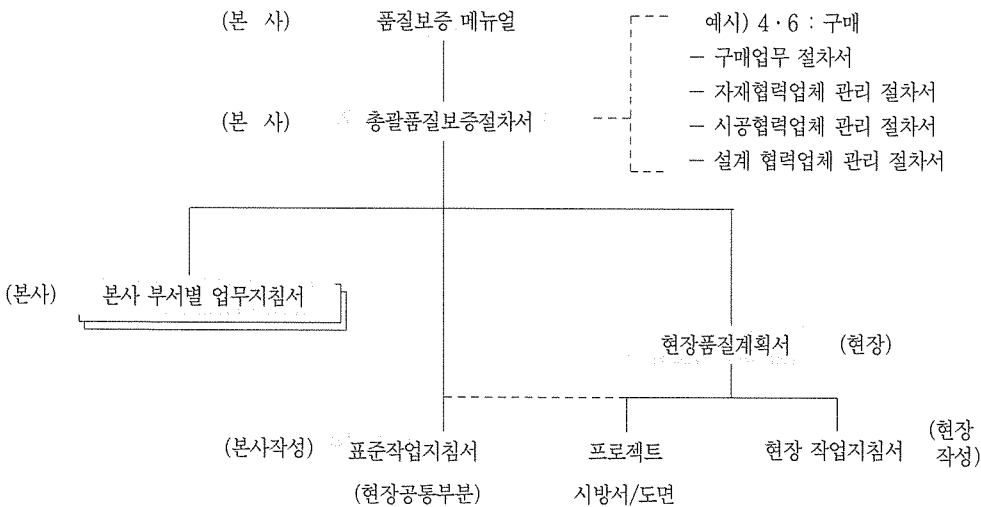 (본 사) 품질보증 메뉴얼
예시) 4·6 : 구매
- 구매업무 절차서
- 자재협력업체 관리 절차서
(본 사) 총괄품질보증절차서
- 시공협력업체 관리 절차서
- 설계 협력업체 관리 절차서
(본사) 본사 부서별 업무지침서
현장품질계획서 (현장)
(본사작성) 표준작업지침서
(현장공통부분)
프로젝트
시방서/도면
현장 작업지침서
(현장
작성)